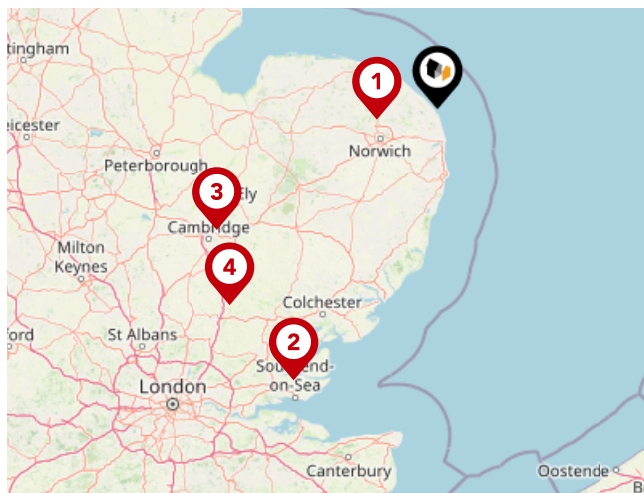 tingham
1
Norwich
eicester
Peterborough
3
Ely
Cambridge
Milton
Keynes
4
Colchester
ford
St Albans
2
Southend-
on-Sea
London
Canterbury
Oostende
B